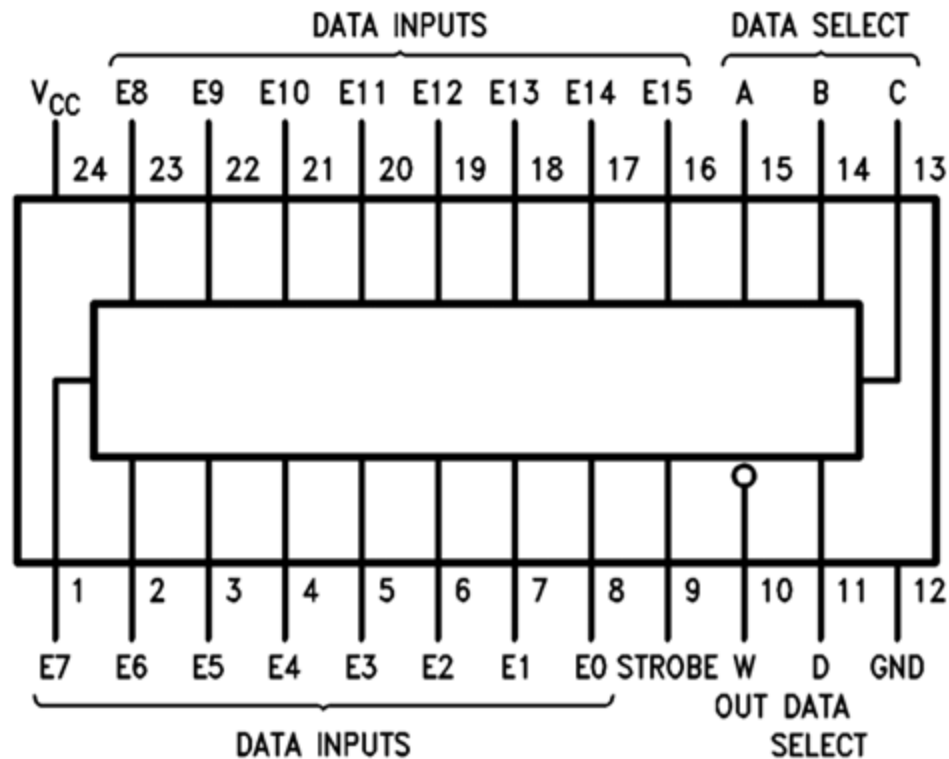 DATA INPUTS DATA SELECT
VCC E8 E9 E10 E11 E12 E13 E14 E15 A B C
24 23 22 21 20 19 18 17 16 15 14 13
1 2 3 4 5 6 7 8 9 10 11 12
E7 E6 E5 E4 E3 E2 E1 E0 STROBE W D GND
OUT DATA
DATA INPUTS SELECT